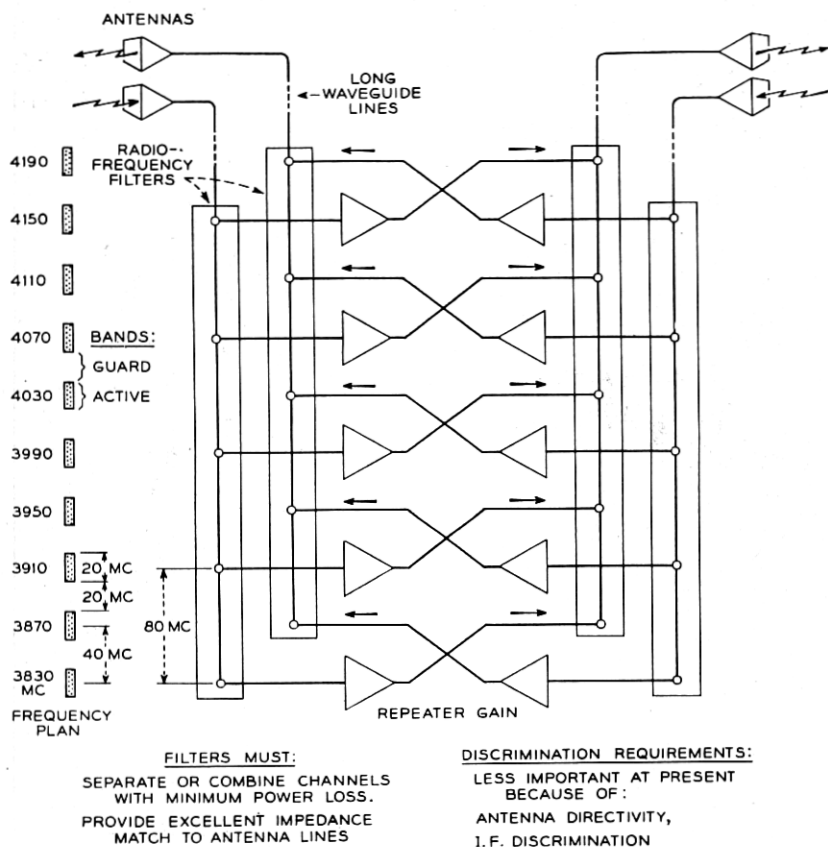 ANTENNAS
LONG
WAVEGUIDE
LINES
RADIO-
FREQUENCY
FILTERS
4190
4150
4110
4070
BANDS:
GUARD
4030
ACTIVE
3990
3950
3910
20 MC
20 MC
3870
80 MC
40 MC
3830
MC
FREQUENCY
PLAN
REPEATER GAIN
FILTERS MUST:
SEPARATE OR COMBINE CHANNELS
WITH MINIMUM POWER LOSS.
PROVIDE EXCELLENT IMPEDANCE
MATCH TO ANTENNA LINES
DISCRIMINATION REQUIREMENTS:
LESS IMPORTANT AT PRESENT
BECAUSE OF:
ANTENNA DIRECTIVITY,
I.F. DISCRIMINATION